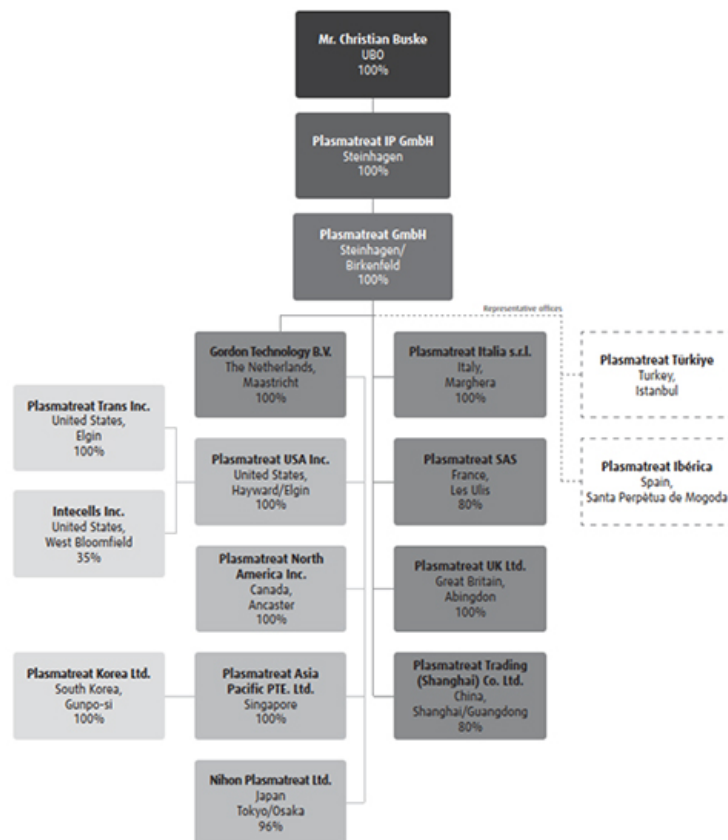 Mr. Christian Buske
UBO
100%
Plasmatreat IP GmbH
Steinhagen
100%
Plasmatreat GmbH
Steinhagen/
Birkenfeld
100%
Representative offices
Gordon Technology B.V.
The Netherlands,
Maastricht
100%
Plasmatreat Italia s.r.l.
Italy,
Marghera
100%
Plasmatreat Türkiye
Turkey,
Istanbul
Plasmatreat Trans Inc.
United States,
Elgin
100%
Plasmatreat USA Inc.
United States,
Hayward/Elgin
100%
Plasmatreat SAS
France,
Les Ulis
80%
Plasmatreat Ibérica
Spain,
Santa Perpètua de Mogoda
Intecells Inc.
United States,
West Bloomfield
35%
Plasmatreat North
America Inc.
Canada,
Ancaster
100%
Plasmatreat UK Ltd.
Great Britain,
Abingdon
100%
Plasmatreat Korea Ltd.
South Korea,
Gunpo-si
100%
Plasmatreat Asia
Pacific PTE. Ltd.
Singapore
100%
Plasmatreat Trading
(Shanghai) Co. Ltd.
China,
Shanghai/Guangdong
80%
Nihon Plasmatreat Ltd.
Japan
Tokyo/Osaka
96%